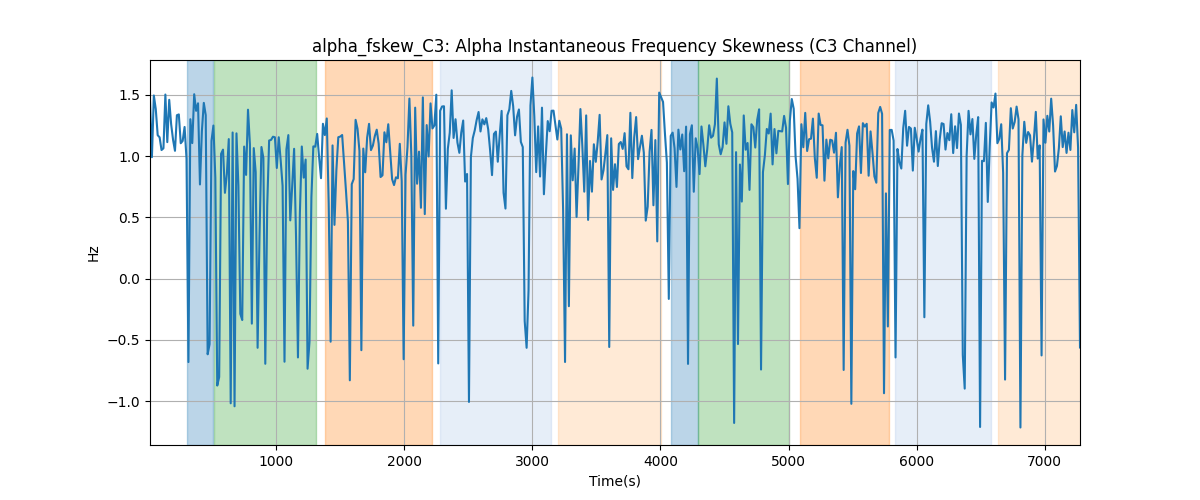 alpha_fskew_C3: Alpha Instantaneous Frequency Skewness (C3 Channel)
1.5
1.0
0.5
0.0
−0.5
−1.0
Hz
1000 2000 3000 4000 5000 6000 7000
Time(s)